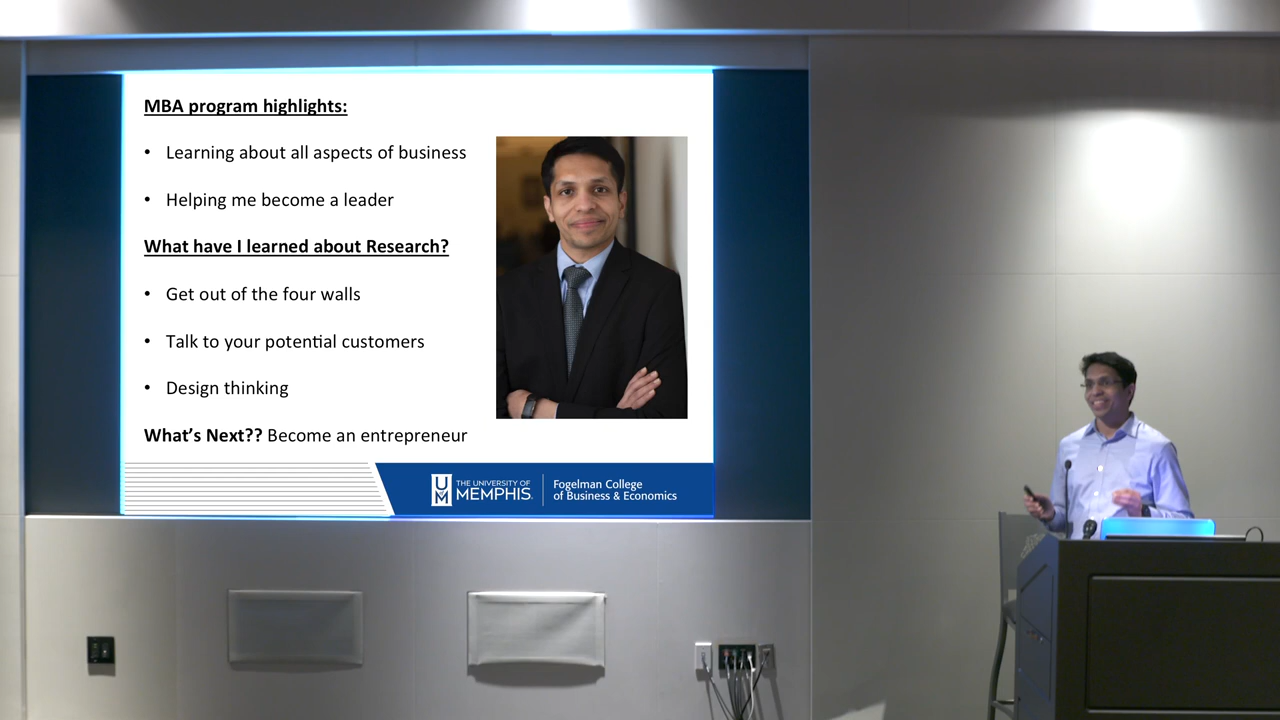 MBA program highlights:
• Learning about all aspects of business
• Helping me become a leader
What have I learned about Research?
• Get out of the four walls
• Talk to your potential customers
• Design thinking
What’s Next?? Become an entrepreneur
UM
THE UNIVERSITY OF
MEMPHIS.
Fogelman College
of Business & Economics